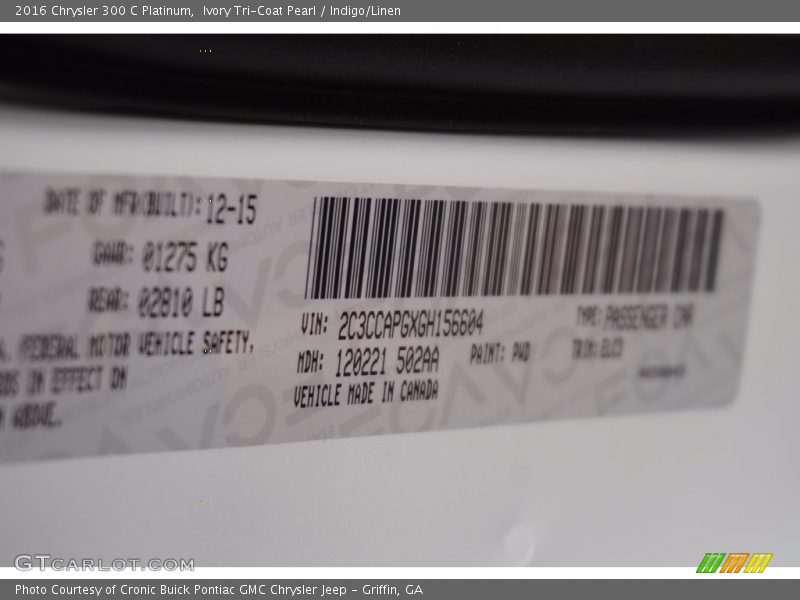 2016 Chrysler 300 C Platinum,  Ivory Tri-Coat Pearl / Indigo/Linen
DATE OF MFR(BUILT): 12-15
GAWR: 01275 KG
REAR: 02810 LB
FEDERAL MOTOR VEHICLE SAFETY,
IN EFFECT ON
ABOVE.
VIN: 2C3CCAPGXGH156604
TYPE: PASSENGER CAR
MDH: 120221 502AA
PAINT: PWD
TRIM:
VEHICLE MADE IN CANADA
GTCARLOT.COM
Photo Courtesy of Cronic Buick Pontiac GMC Chrysler Jeep - Griffin, GA